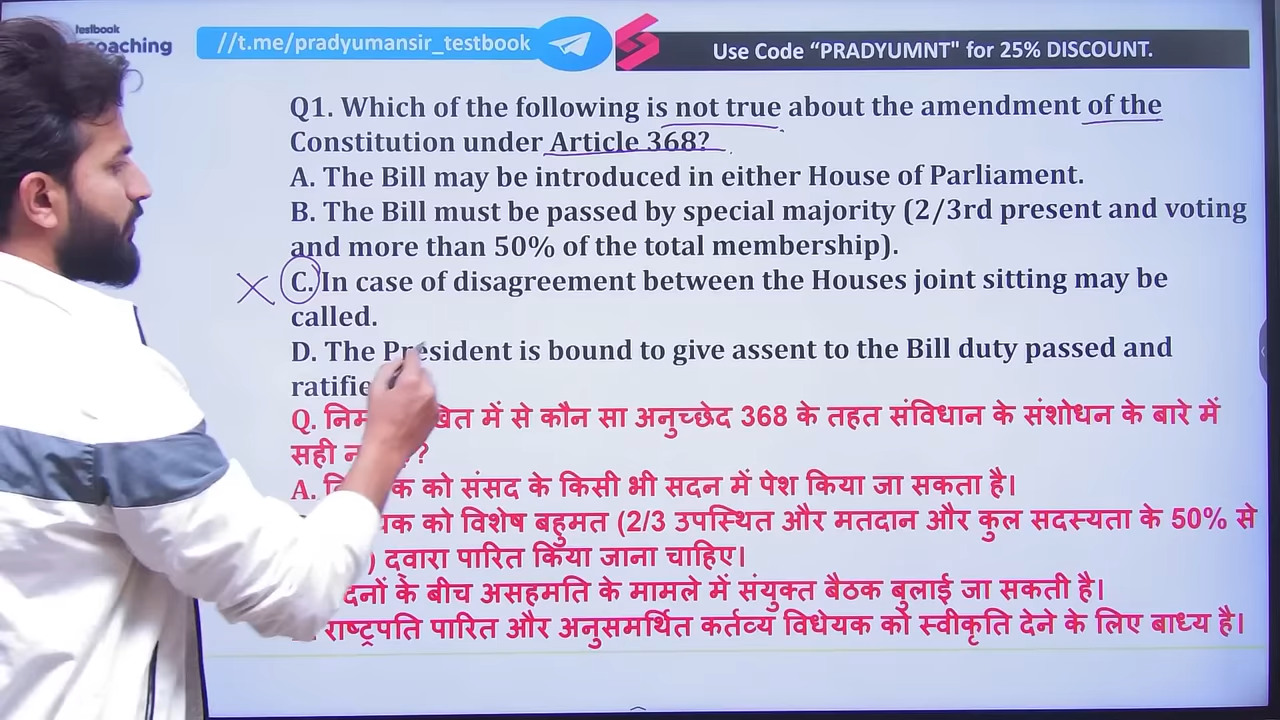 testbook
coaching
//t.me/pradyumansir_testbook
Use Code “PRADYUMNT" for 25% DISCOUNT.
Q1. Which of the following is not true about the amendment of the
Constitution under Article 368?
A. The Bill may be introduced in either House of Parliament.
B. The Bill must be passed by special majority (2/3rd present and voting
and more than 50% of the total membership).
C. In case of disagreement between the Houses joint sitting may be
called.
D. The President is bound to give assent to the Bill duty passed and
Q. में से कौन सा अनुच्छेद 368 के तहत संविधान के संशोधन के बारे में
सही
A. को संसद के किसी भी सदन में पेश किया जा सकता है।
को विशेष बहुमत (2/3 उपस्थित और मतदान और कुल सदस्यता के 50% से
) द्वारा पारित किया जाना चाहिए।
के बीच असहमति के मामले में संयुक्त बैठक बुलाई जा सकती है।
राष्ट्रपति पारित और अनुसमर्थित कर्तव्य विधेयक को स्वीकृति देने के लिए बाध्य है।